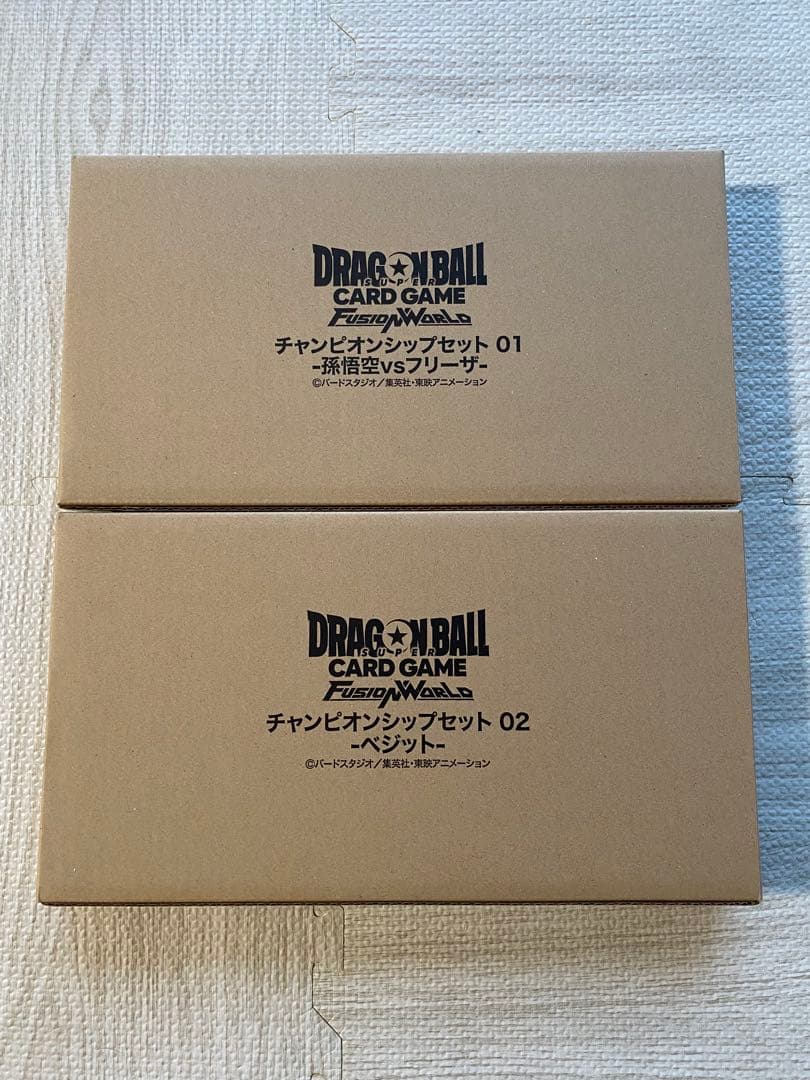 DRAGON BALL
SUPER
CARD GAME
FUSION WORLD
チャンピオンシップセット 01
-孫悟空vsフリーザ-
©バードスタジオ/集英社・東映アニメーション
DRAGON BALL
SUPER
CARD GAME
FUSION WORLD
チャンピオンシップセット 02
-ベジット-
©バードスタジオ/集英社・東映アニメーション